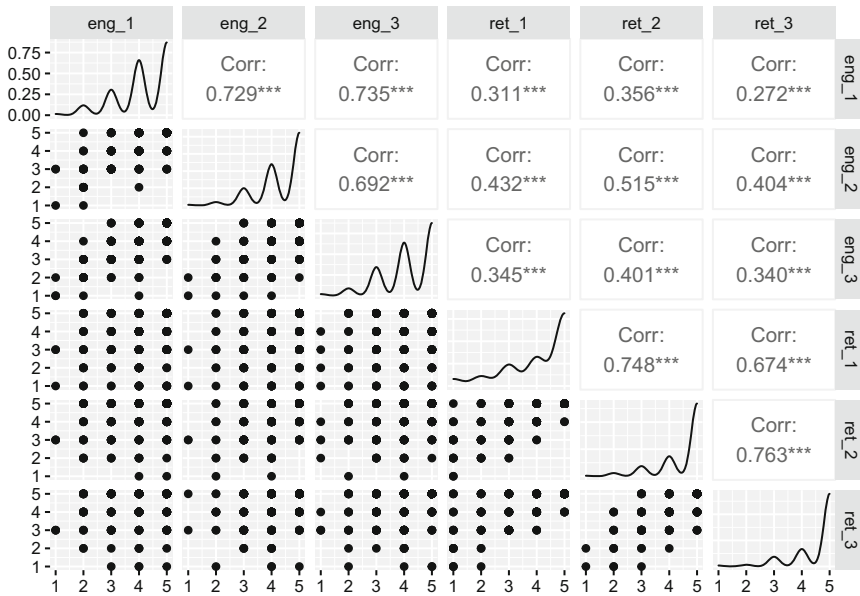 eng_1 eng_2 eng_3 ret_1 ret_2 ret_3
0.75
0.50
0.25
0.00
Corr: Corr: Corr: Corr: Corr:
0.729*** 0.735*** 0.311*** 0.356*** 0.272***
eng_1
5
4
3
2
1
Corr: Corr: Corr: Corr:
0.692*** 0.432*** 0.515*** 0.404***
eng_2
5
4
3
2
1
Corr: Corr: Corr:
0.345*** 0.401*** 0.340***
eng_3
5
4
3
2
1
Corr: Corr:
0.748*** 0.674***
ret_1
5
4
3
2
1
Corr:
0.763***
ret_2
5
4
3
2
1
ret_3
1 2 3 4 5 1 2 3 4 5 1 2 3 4 5 1 2 3 4 5 1 2 3 4 5 1 2 3 4 5